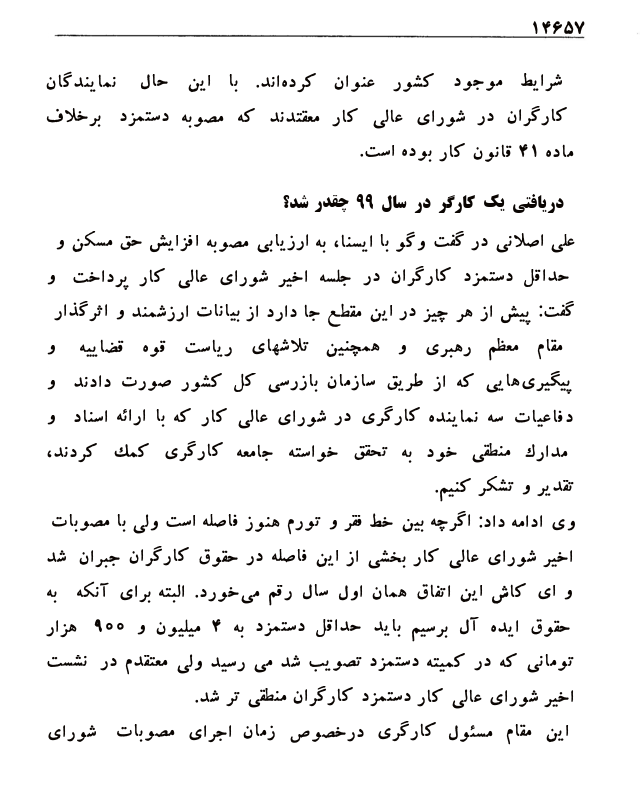 ۱۴۶۵۷
شرایط موجود کشور عنوان کرده‌اند. با این حال نمایندگان
کارگران در شورای عالی کار معتقدند که مصوبه دستمزد برخلاف
ماده ۴۱ قانون کار بوده است.
دریافتی یک کارگر در سال ۹۹ چقدر شد؟
علی اصلانی در گفت وگو با ایسنا، به ارزیابی مصوبه افزایش حق مسکن و
حداقل دستمزد کارگران در جلسه اخیر شورای عالی کار پرداخت و
گفت: پیش از هر چیز در این مقطع جا دارد از بیانات ارزشمند و اثرگذار
مقام معظم رهبری و همچنین تلاشهای ریاست قوه قضاییه و
پیگیری‌هایی که از طریق سازمان بازرسی کل کشور صورت دادند و
دفاعیات سه نماینده کارگری در شورای عالی کار که با ارائه اسناد و
مدارك منطقی خود به تحقق خواسته جامعه کارگری کمك کردند،
تقدیر و تشکر کنیم.
وی ادامه داد: اگرچه بین خط فقر و تورم هنوز فاصله است ولی با مصوبات
اخیر شورای عالی کار بخشی از این فاصله در حقوق کارگران جبران شد
و ای کاش این اتفاق همان اول سال رقم می‌خورد. البته برای آنکه به
حقوق ایده آل برسیم باید حداقل دستمزد به ۴ میلیون و ۹۰۰ هزار
تومانی که در کمیته دستمزد تصویب شد می رسید ولی معتقدم در نشست
اخیر شورای عالی کار دستمزد کارگران منطقی تر شد.
این مقام مسئول کارگری درخصوص زمان اجرای مصوبات شورای